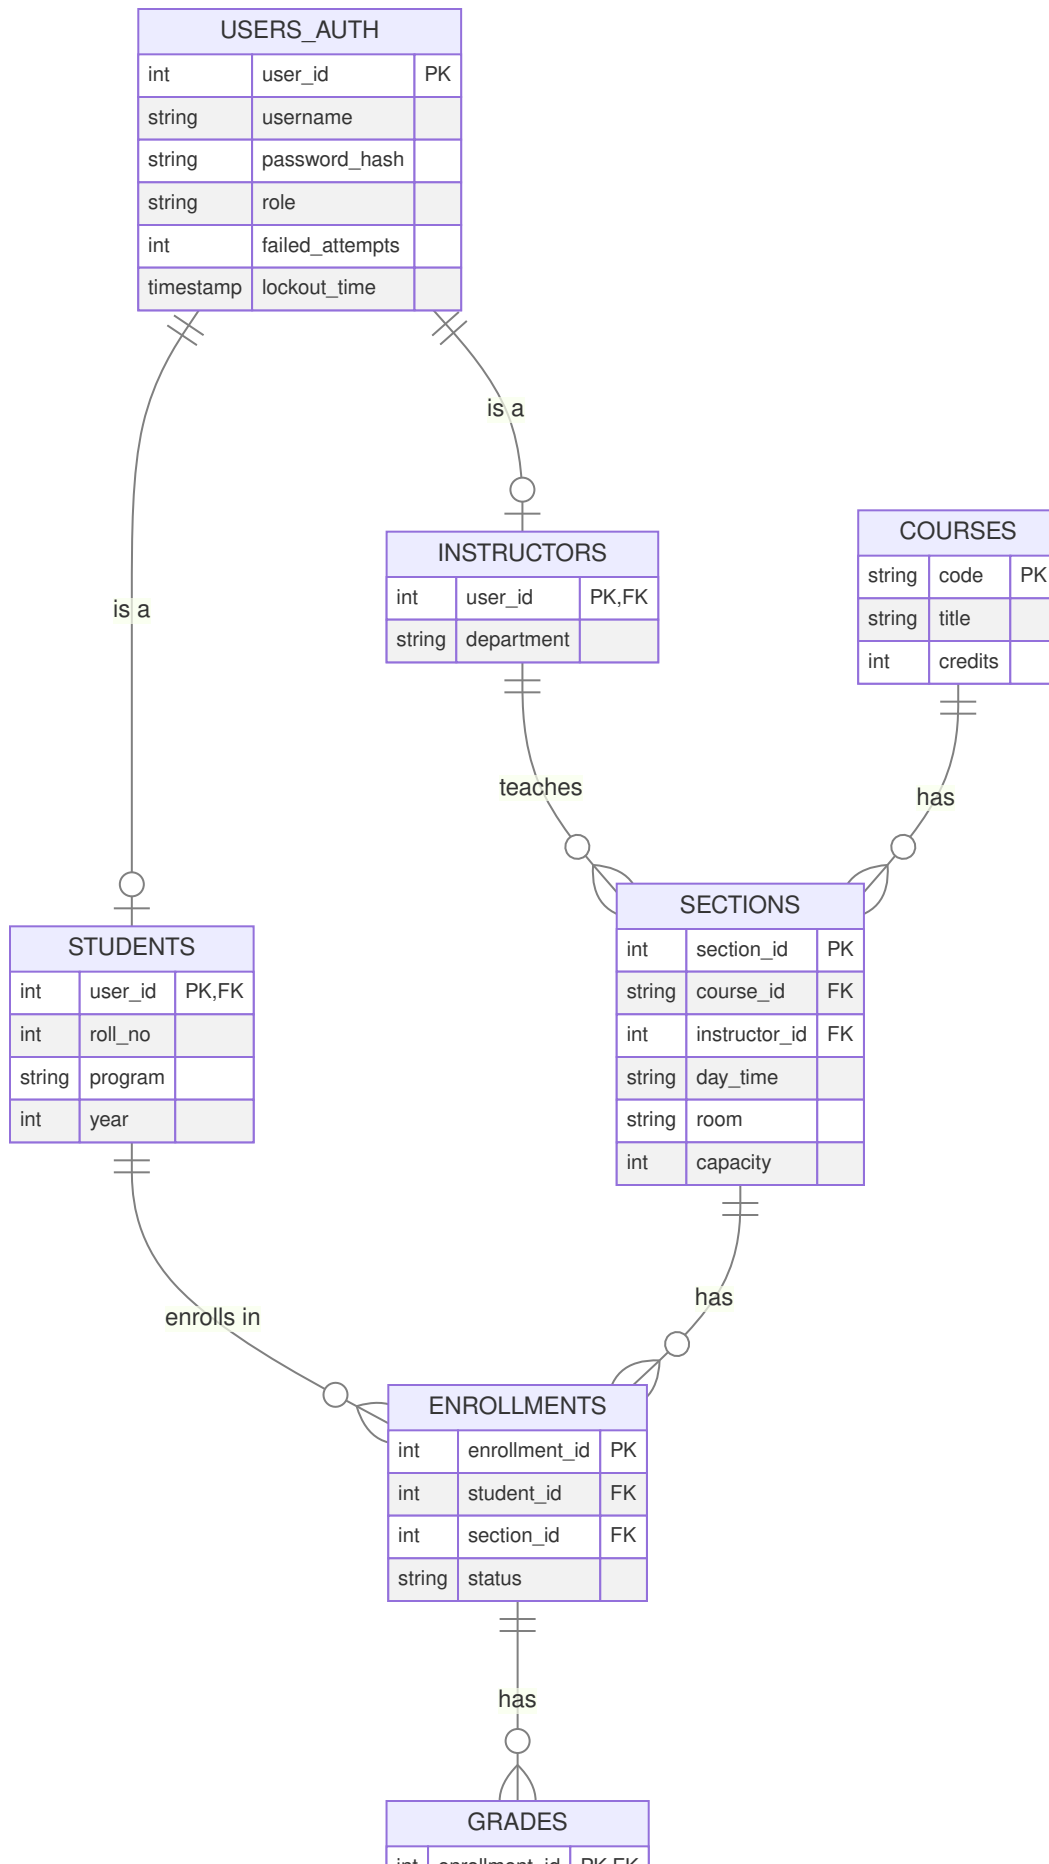 USERS_AUTH
int user_id PK
string username
string password_hash
string role
int failed_attempts
timestamp lockout_time
is a
is a
INSTRUCTORS
int user_id PK,FK
string department
COURSES
string code PK
string title
int credits
teaches
has
STUDENTS
int user_id PK,FK
int roll_no
string program
int year
SECTIONS
int section_id PK
string course_id FK
int instructor_id FK
string day_time
string room
int capacity
enrolls in
has
ENROLLMENTS
int enrollment_id PK
int student_id FK
int section_id FK
string status
has
GRADES
int enrollment_id PK,FK